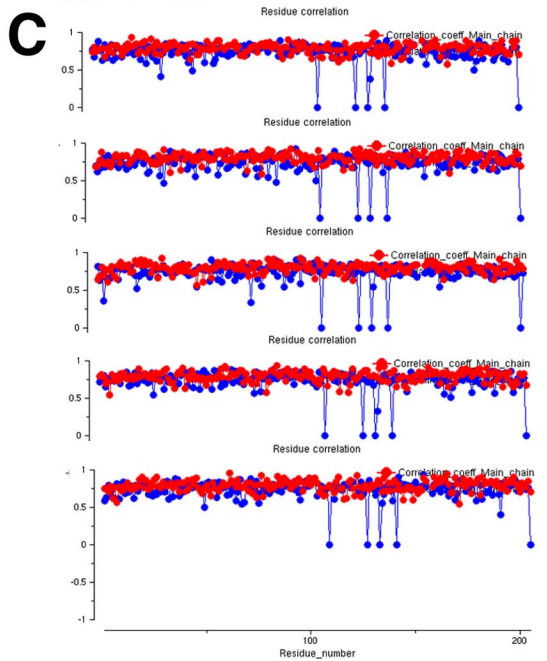 C
Residue correlation
Correlation_coeff_Main_chain
1
0.5
0
Residue correlation
Correlation_coeff_Main_chain
1
0.5
0
Residue correlation
Correlation_coeff_Main_chain
1
0.5
0
Residue correlation
Correlation_coeff_Main_chain
1
0.5
0
Residue correlation
Correlation_coeff_Main_chain
1
0.5
0
-0.5
-1
100
200
Residue_number